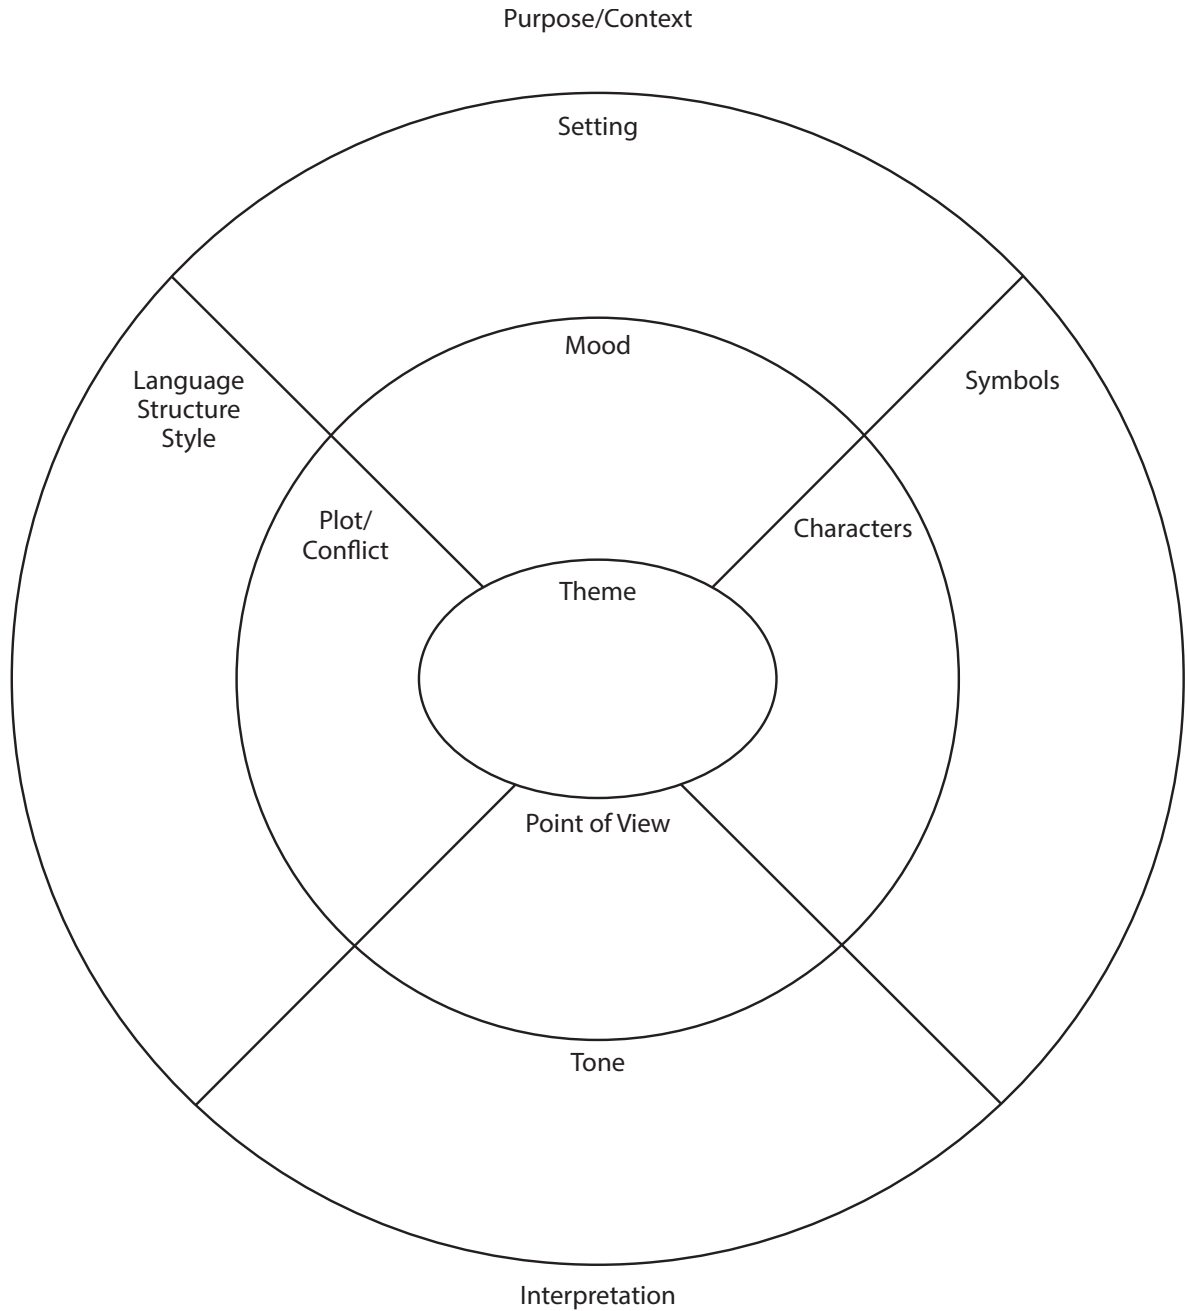 Purpose/Context
Setting
Mood
Language
Structure
Style
Symbols
Plot/
Conflict
Characters
Theme
Point of View
Tone
Interpretation